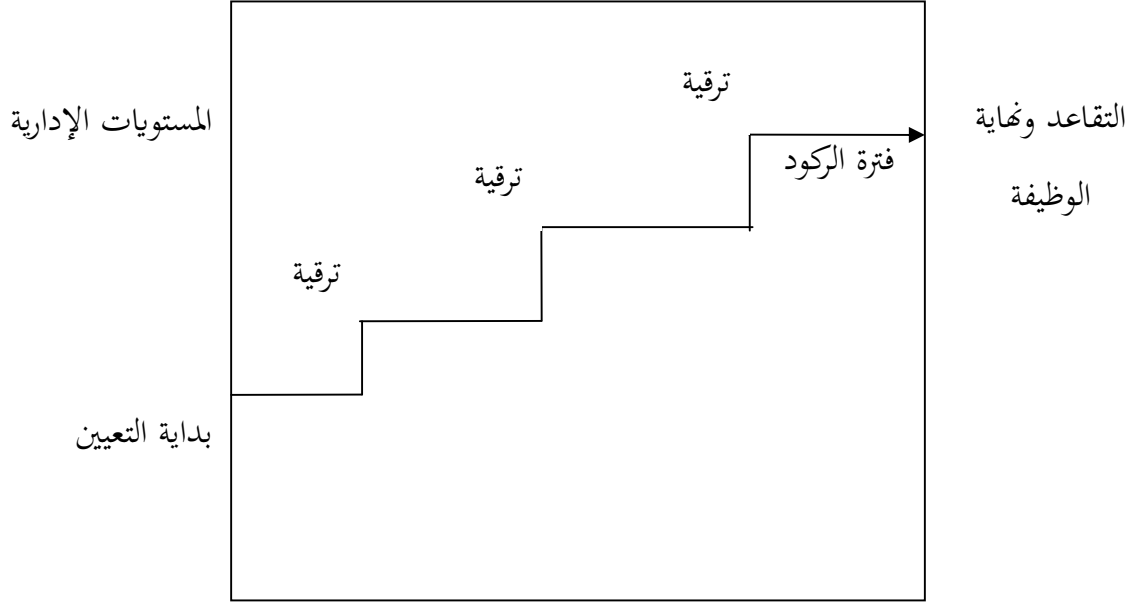 ترقية
المستويات الإدارية
التقاعد ونهاية
فترة الركود
ترقية
الوظيفة
ترقية
بداية التعيين